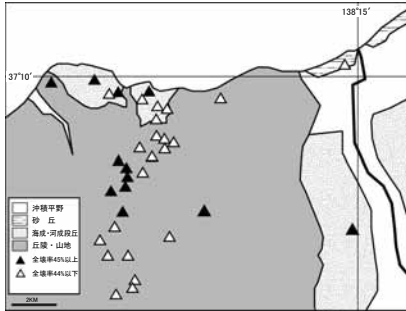 138°15′
37°10′
沖積平野
砂 丘
海成・河成段丘
丘陵・山地
全壊率45%以上
全壊率44%以下
2KM